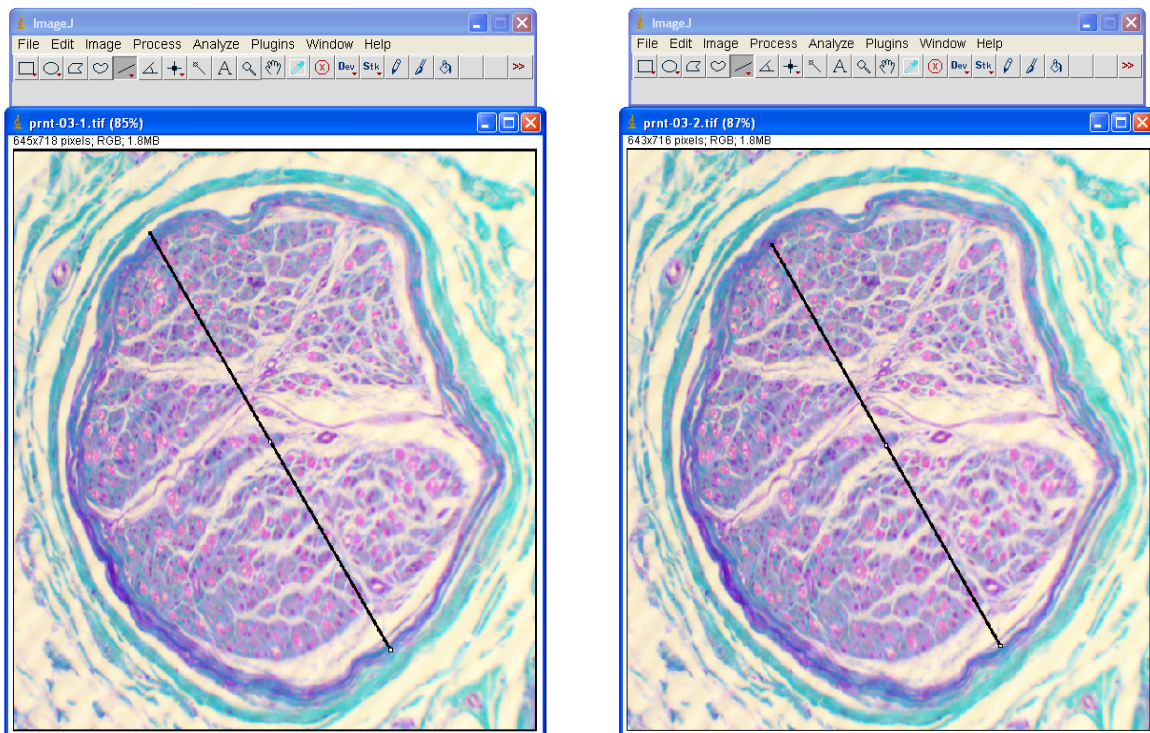 ImageJ
File Edit Image Process Analyze Plugins Window Help
A Dev Stk >>
prnt-03-1.tif (85%)
645x718 pixels; RGB; 1.8MB
ImageJ
File Edit Image Process Analyze Plugins Window Help
A Dev Stk >>
prnt-03-2.tif (87%)
643x716 pixels; RGB; 1.8MB